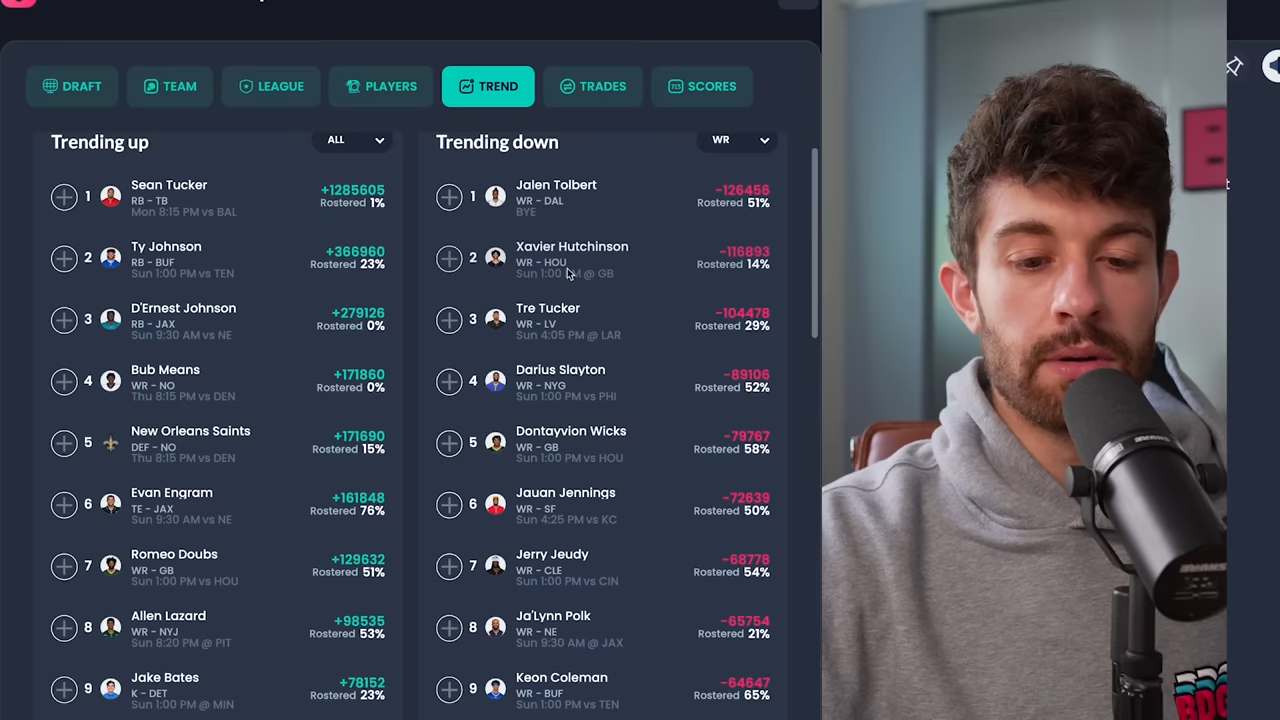 DRAFT
TEAM
LEAGUE
PLAYERS
TREND
TRADES
SCORES
Trending up
ALL
1
Sean Tucker
RB - TB
Mon 8:15 PM vs BAL
+1285605
Rostered 1%
2
Ty Johnson
RB - BUF
Sun 1:00 PM vs TEN
+366960
Rostered 23%
3
D'Ernest Johnson
RB - JAX
Sun 9:30 AM vs NE
+279126
Rostered 0%
4
Bub Means
WR - NO
Thu 8:15 PM vs DEN
+171860
Rostered 0%
5
New Orleans Saints
DEF - NO
Thu 8:15 PM vs DEN
+171690
Rostered 15%
6
Evan Engram
TE - JAX
Sun 9:30 AM vs NE
+161848
Rostered 76%
7
Romeo Doubs
WR - GB
Sun 1:00 PM vs HOU
+129632
Rostered 51%
8
Allen Lazard
WR - NYJ
Sun 8:20 PM @ PIT
+98535
Rostered 53%
9
Jake Bates
K - DET
Sun 1:00 PM @ MIN
+78152
Rostered 23%
Trending down
WR
1
Jalen Tolbert
WR - DAL
BYE
-126456
Rostered 51%
2
Xavier Hutchinson
WR - HOU
Sun 1:00 PM @ GB
-116893
Rostered 14%
3
Tre Tucker
WR - LV
Sun 4:05 PM @ LAR
-104478
Rostered 29%
4
Darius Slayton
WR - NYG
Sun 1:00 PM vs PHI
-89106
Rostered 52%
5
Dontayvion Wicks
WR - GB
Sun 1:00 PM vs HOU
-79767
Rostered 58%
6
Jauan Jennings
WR - SF
Sun 4:25 PM vs KC
-72639
Rostered 50%
7
Jerry Jeudy
WR - CLE
Sun 1:00 PM vs CIN
-68778
Rostered 54%
8
Ja'Lynn Polk
WR - NE
Sun 9:30 AM @ JAX
-65754
Rostered 21%
9
Keon Coleman
WR - BUF
Sun 1:00 PM vs TEN
-64647
Rostered 65%